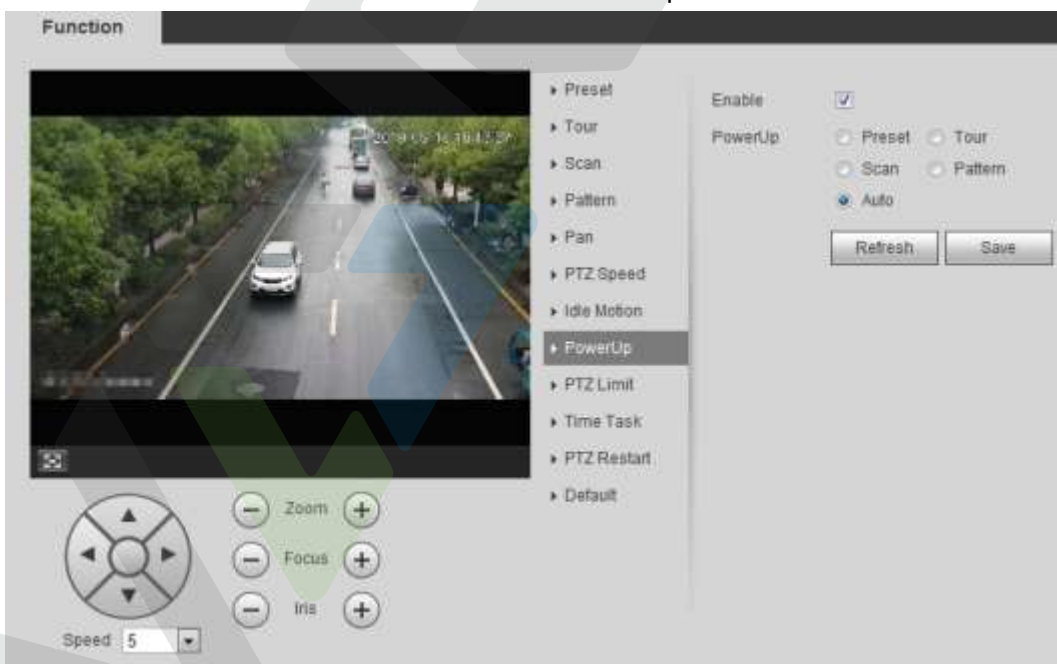 Function
Preset
Tour
Scan
Pattern
Pan
PTZ Speed
Idle Motion
PowerUp
PTZ Limit
Time Task
PTZ Restart
Default
Enable
PowerUp
Preset Tour
Scan Pattern
Auto
Refresh Save
Zoom
Focus
Iris
Speed 5